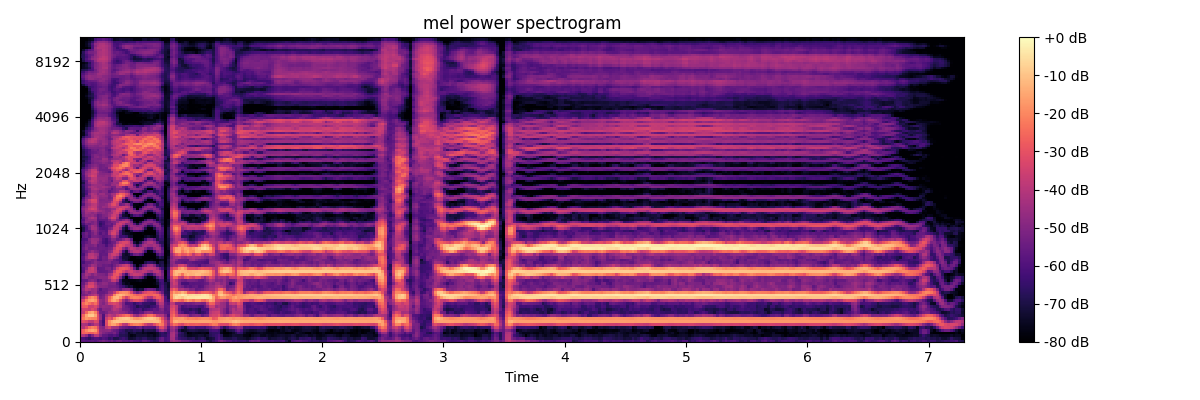 mel power spectrogram
Hz
8192
4096
2048
1024
512
0
0 1 2 3 4 5 6 7
Time
+0 dB
-10 dB
-20 dB
-30 dB
-40 dB
-50 dB
-60 dB
-70 dB
-80 dB